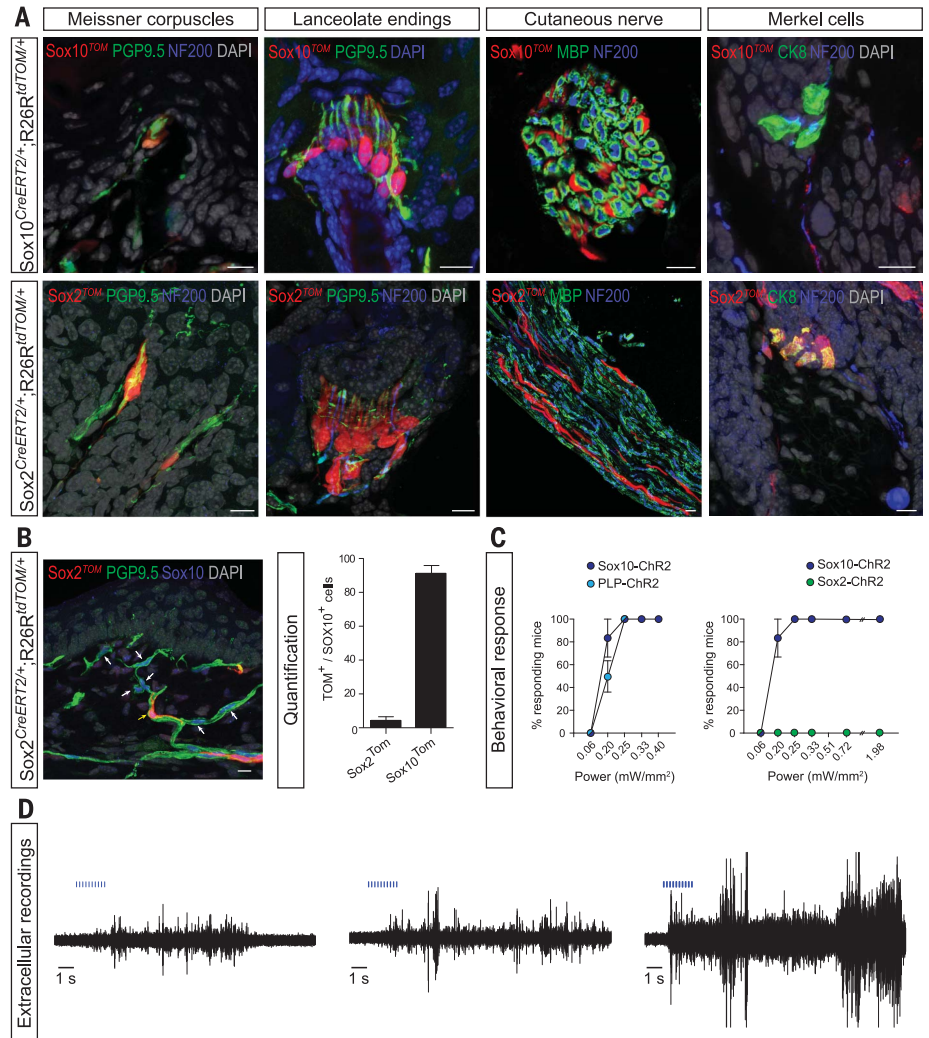 A
Meissner corpuscles
Lanceolate endings
Cutaneous nerve
Merkel cells
Sox10CreERT2/+;R26RtdTOM/+
Sox10TOM PGP9.5 NF200 DAPI
Sox10TOM PGP9.5 DAPI
Sox10TOM MBP NF200
Sox10TOM CK8 NF200 DAPI
Sox2CreERT2/+;R26RtdTOM/+
Sox2TOM PGP9.5 NF200 DAPI
Sox2TOM PGP9.5 NF200 DAPI
Sox2TOM MBP NF200
Sox2TOM CK8 NF200 DAPI
B
Sox2CreERT2/+;R26RtdTOM/+
Sox2TOM PGP9.5 Sox10 DAPI
Quantification
TOM+ / SOX10+ cells
100
80
60
40
20
0
Sox2Tom
Sox10Tom
C
Behavioral response
Sox10-ChR2
PLP-ChR2
% responding mice
100
80
60
40
20
0
0.06
0.20
0.25
0.33
0.40
Power (mW/mm2)
Sox10-ChR2
Sox2-ChR2
% responding mice
100
80
60
40
20
0
0.06
0.20
0.25
0.33
0.51
0.72
1.98
Power (mW/mm2)
D
Extracellular recordings
1 s
1 s
1 s